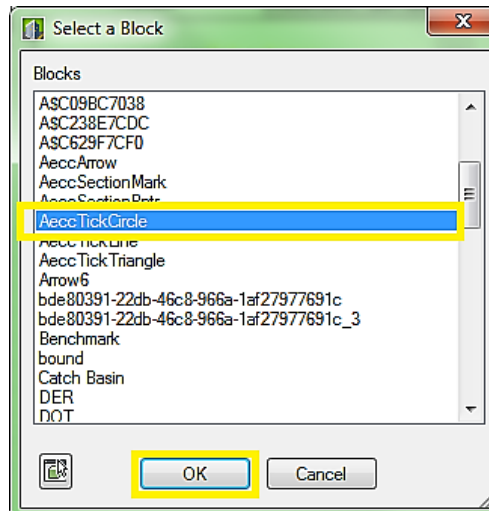 Select a Block
Blocks
A$C09BC7038
A$C238E7CDC
A$C629F7CF0
AeccArrow
AeccSectionMark
AeccSectionPntr
AeccTickCircle
AeccTickLine
AeccTickTriangle
Arrow6
bde80391-22db-46c8-966a-1af27977691c
bde80391-22db-46c8-966a-1af27977691c_3
Benchmark
bound
Catch Basin
DER
DOT
OK
Cancel